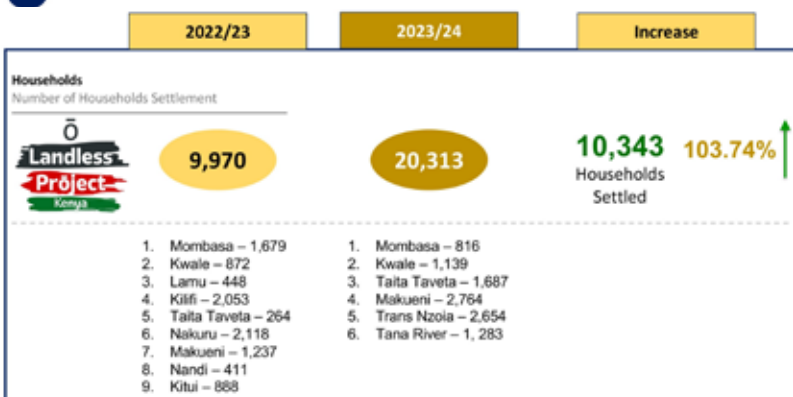 2022/23 2023/24 Increase
Households
Number of Households Settlement
Ō
Landless
Prōject
Kenya
9,970
20,313
10,343 103.74%
Households
Settled
1. Mombasa – 1,679
2. Kwale – 872
3. Lamu – 448
4. Kilifi – 2,053
5. Taita Taveta – 264
6. Nakuru – 2,118
7. Makueni – 1,237
8. Nandi – 411
9. Kitui – 888
1. Mombasa – 816
2. Kwale – 1,139
3. Taita Taveta – 1,687
4. Makueni – 2,764
5. Trans Nzoia – 2,654
6. Tana River – 1, 283